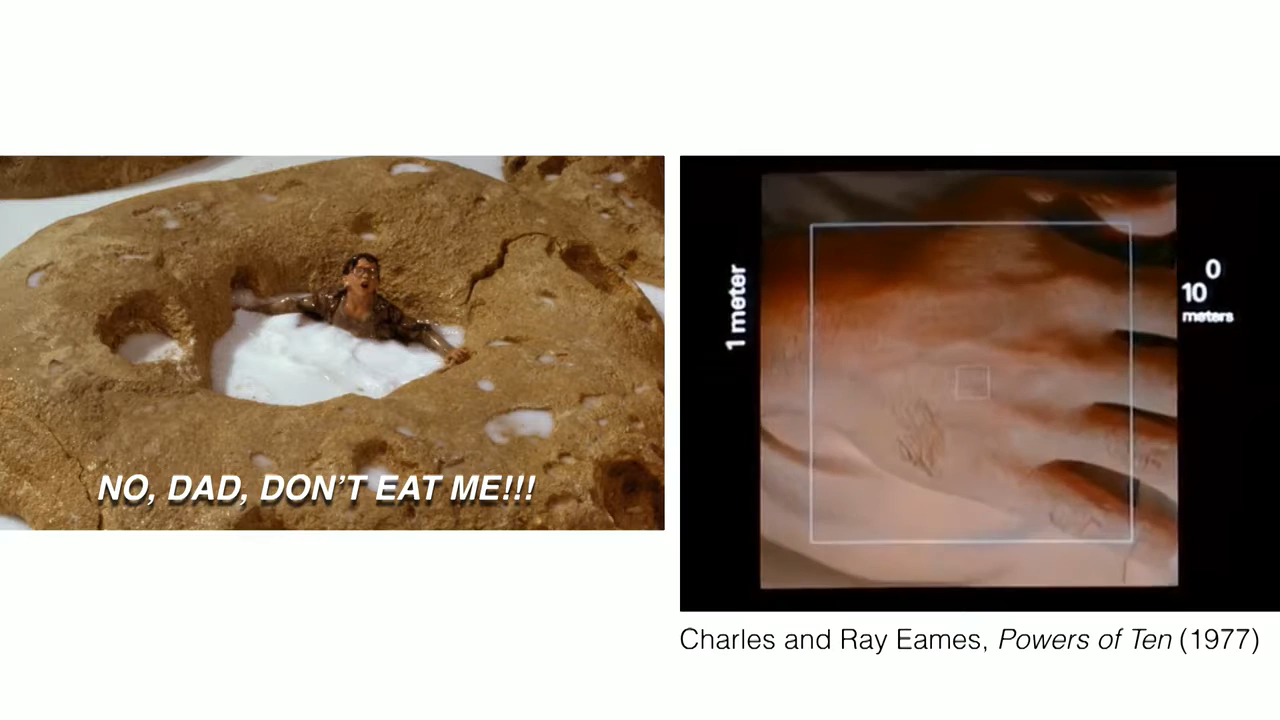 NO, DAD, DON'T EAT ME!!!
1 meter
0
10
meters
Charles and Ray Eames, Powers of Ten (1977)